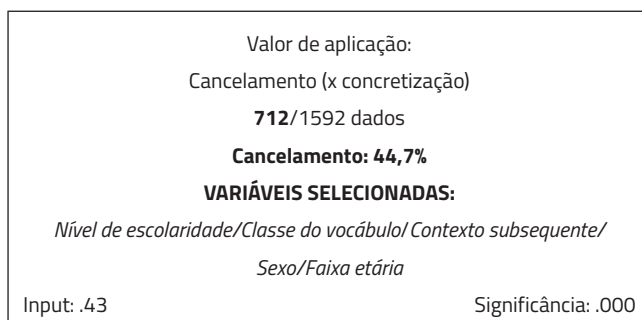 Valor de aplicação:
Cancelamento (x concretização)
712/1592 dados
Cancelamento: 44,7%
VARIÁVEIS SELECIONADAS:
Nível de escolaridade/Classe do vocábulo/Contexto subsequente/
Sexo/Faixa etária
Input: .43 Significância: .000